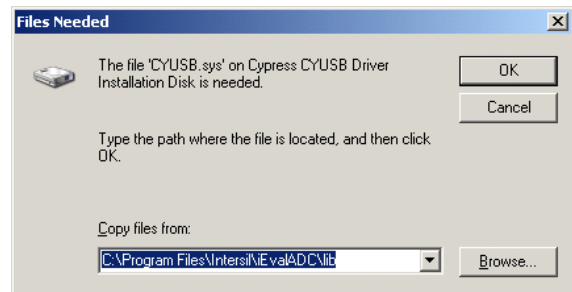 Files Needed
The file 'CYUSB.sys' on Cypress CYUSB Driver
Installation Disk is needed.
OK
Cancel
Type the path where the file is located, and then click
OK.
Copy files from:
C:\Program Files\Intersil\iEvalADC\lib
Browse...